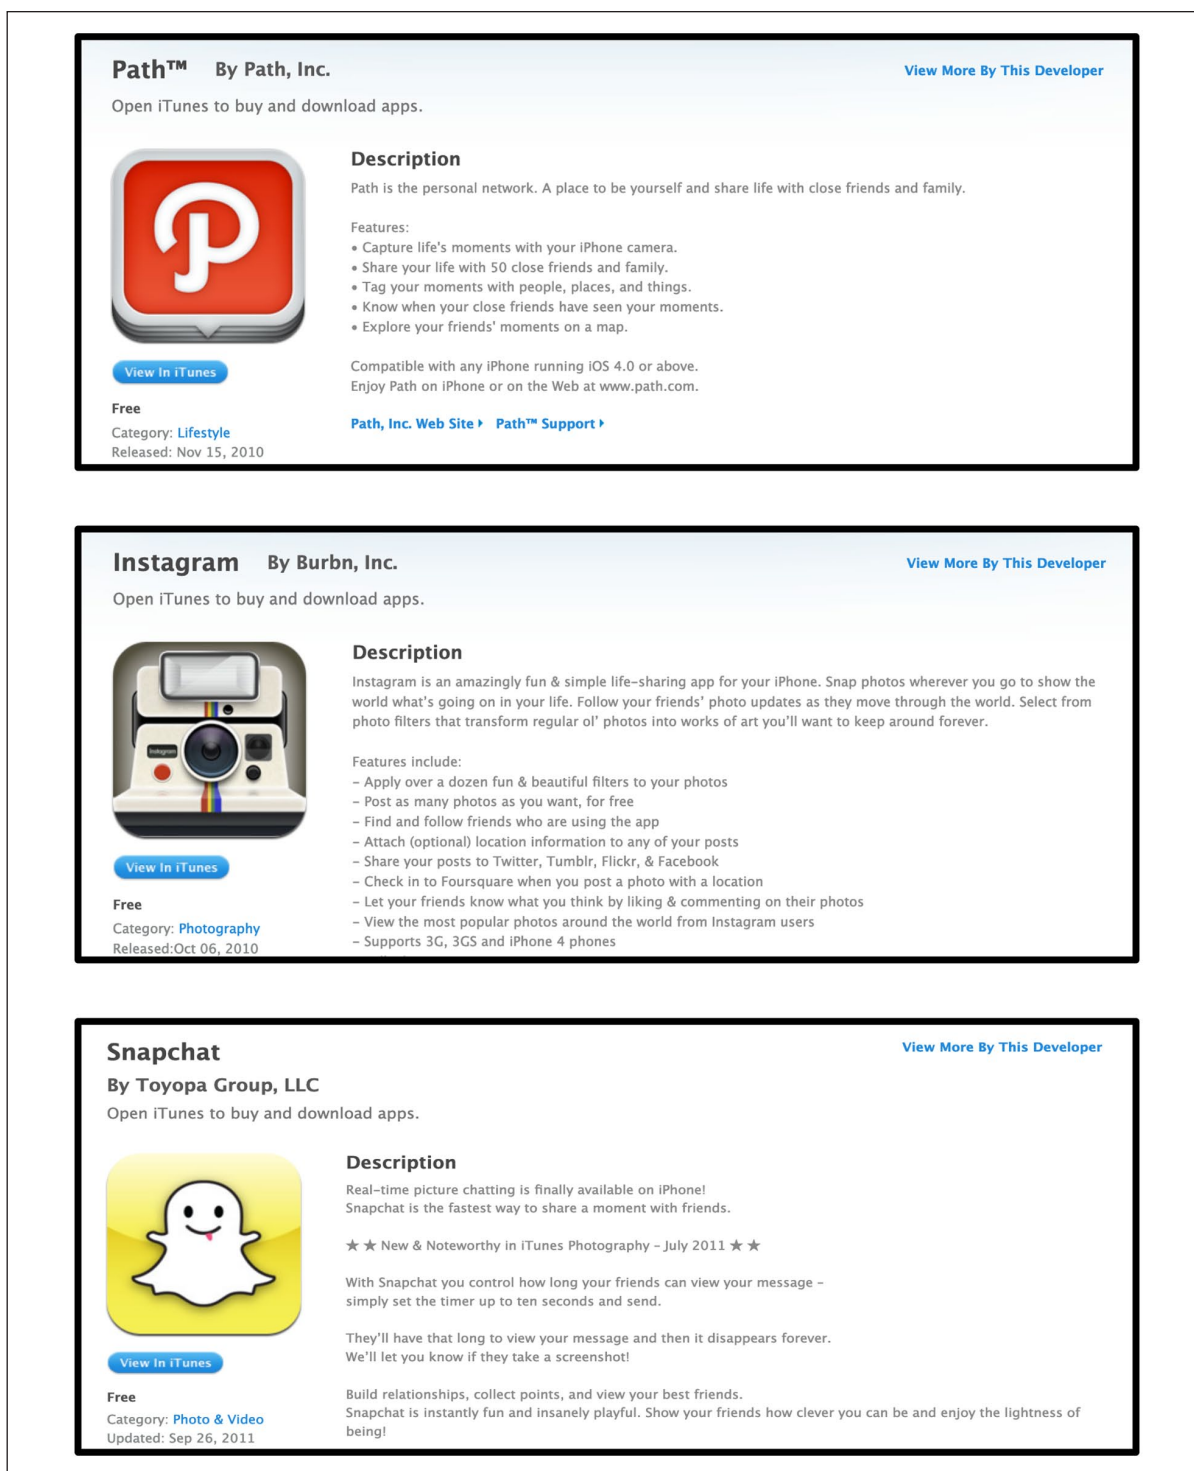 Path™ By Path, Inc.
View More By This Developer
Open iTunes to buy and download apps.
Description
Path is the personal network. A place to be yourself and share life with close friends and family.
Features:
• Capture life's moments with your iPhone camera.
• Share your life with 50 close friends and family.
• Tag your moments with people, places, and things.
• Know when your close friends have seen your moments.
• Explore your friends' moments on a map.
Compatible with any iPhone running iOS 4.0 or above.
Enjoy Path on iPhone or on the Web at www.path.com.
Path, Inc. Web Site Path™ Support
View In iTunes
Free
Category: Lifestyle
Released: Nov 15, 2010
Instagram By Burbn, Inc.
View More By This Developer
Open iTunes to buy and download apps.
Instagram
Description
Instagram is an amazingly fun & simple life-sharing app for your iPhone. Snap photos wherever you go to show the
world what's going on in your life. Follow your friends' photo updates as they move through the world. Select from
photo filters that transform regular ol' photos into works of art you'll want to keep around forever.
Features include:
– Apply over a dozen fun & beautiful filters to your photos
– Post as many photos as you want, for free
– Find and follow friends who are using the app
– Attach (optional) location information to any of your posts
– Share your posts to Twitter, Tumblr, Flickr, & Facebook
– Check in to Foursquare when you post a photo with a location
– Let your friends know what you think by liking & commenting on their photos
– View the most popular photos around the world from Instagram users
– Supports 3G, 3GS and iPhone 4 phones
View In iTunes
Free
Category: Photography
Released:Oct 06, 2010
Snapchat
View More By This Developer
By Toyopa Group, LLC
Open iTunes to buy and download apps.
Description
Real-time picture chatting is finally available on iPhone!
Snapchat is the fastest way to share a moment with friends.
★ ★ New & Noteworthy in iTunes Photography – July 2011 ★ ★
With Snapchat you control how long your friends can view your message –
simply set the timer up to ten seconds and send.
They'll have that long to view your message and then it disappears forever.
We'll let you know if they take a screenshot!
Build relationships, collect points, and view your best friends.
Snapchat is instantly fun and insanely playful. Show your friends how clever you can be and enjoy the lightness of
being!
View In iTunes
Free
Category: Photo & Video
Updated: Sep 26, 2011